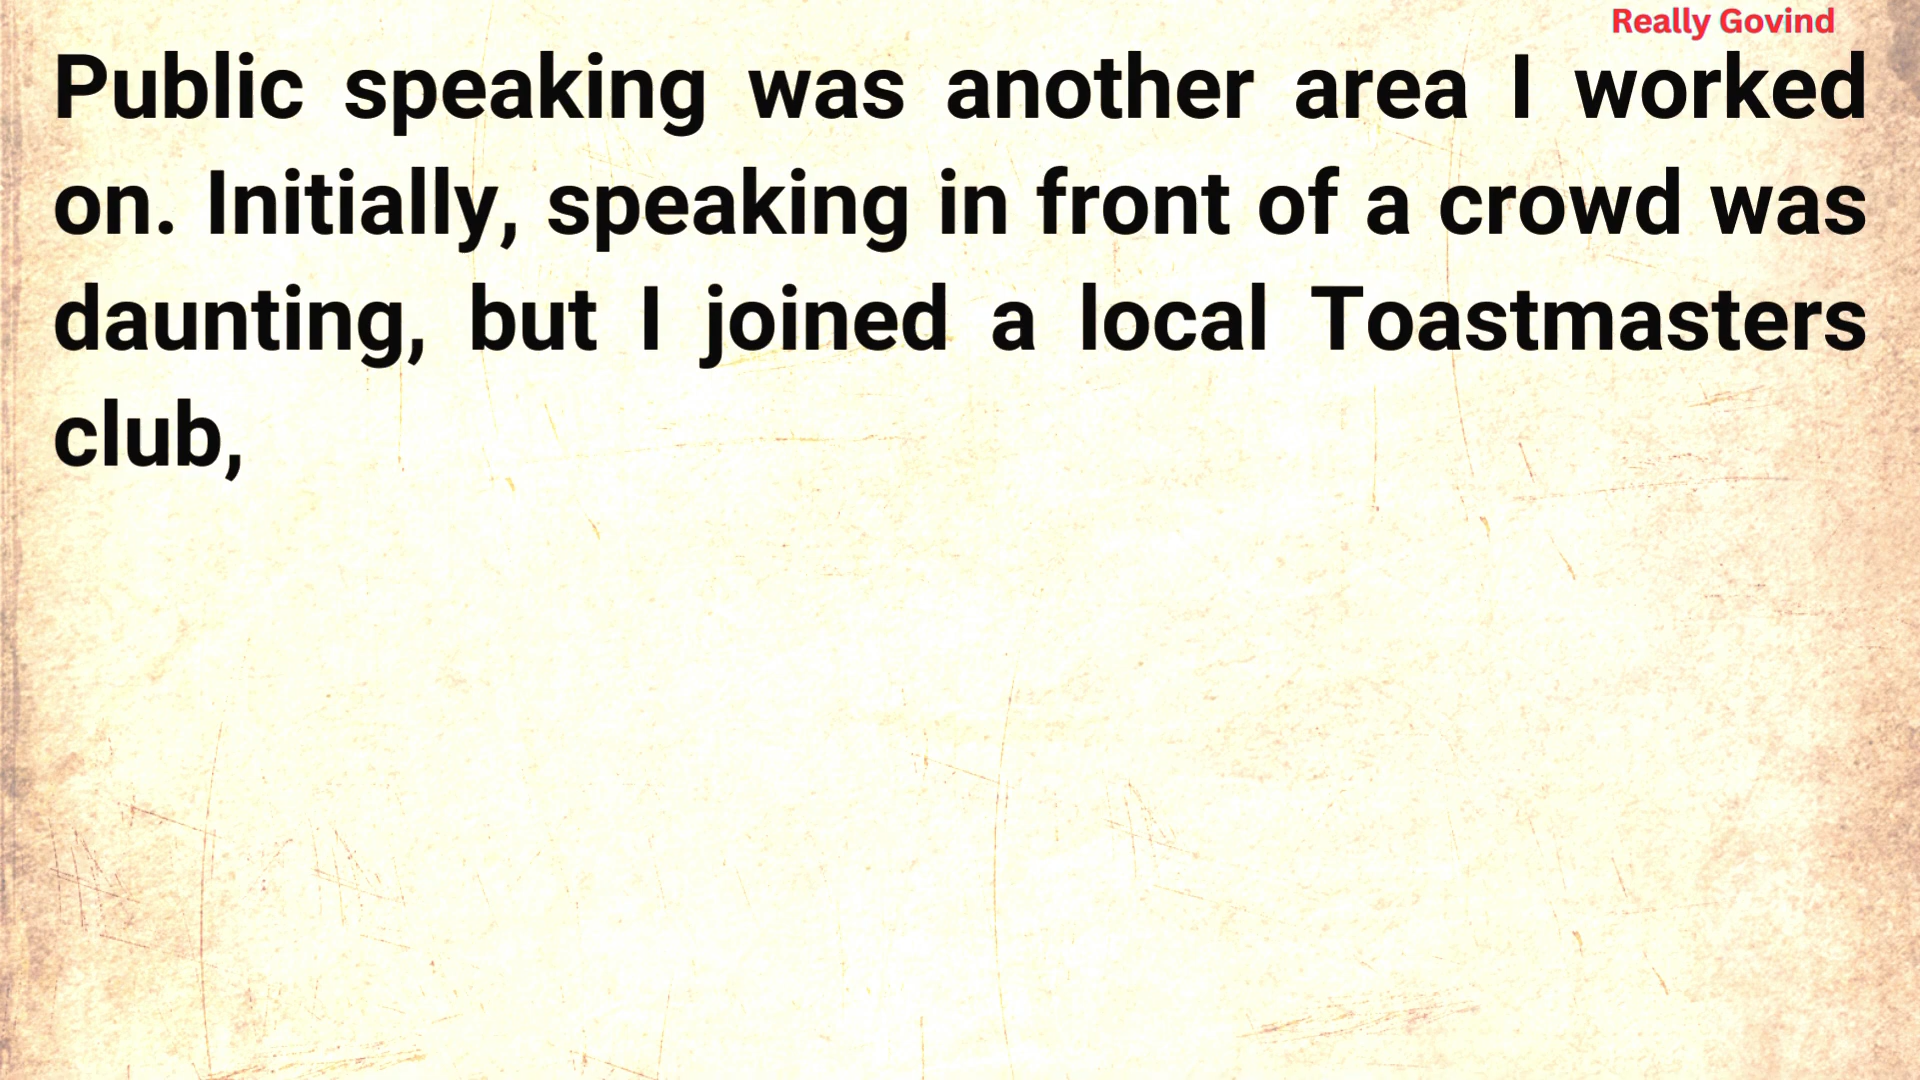 Really Govind
Public speaking was another area I worked
on. Initially, speaking in front of a crowd was
daunting, but I joined a local Toastmasters
club,